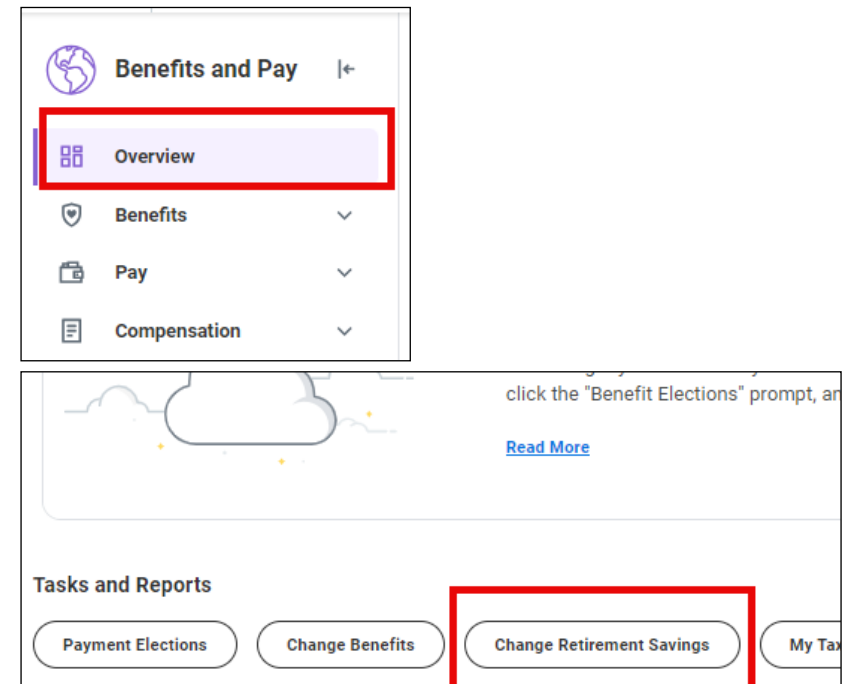 Benefits and Pay
Overview
Benefits
Pay
Compensation
click the "Benefit Elections" prompt, an
Read More
Tasks and Reports
Payment Elections
Change Benefits
Change Retirement Savings
My Tax